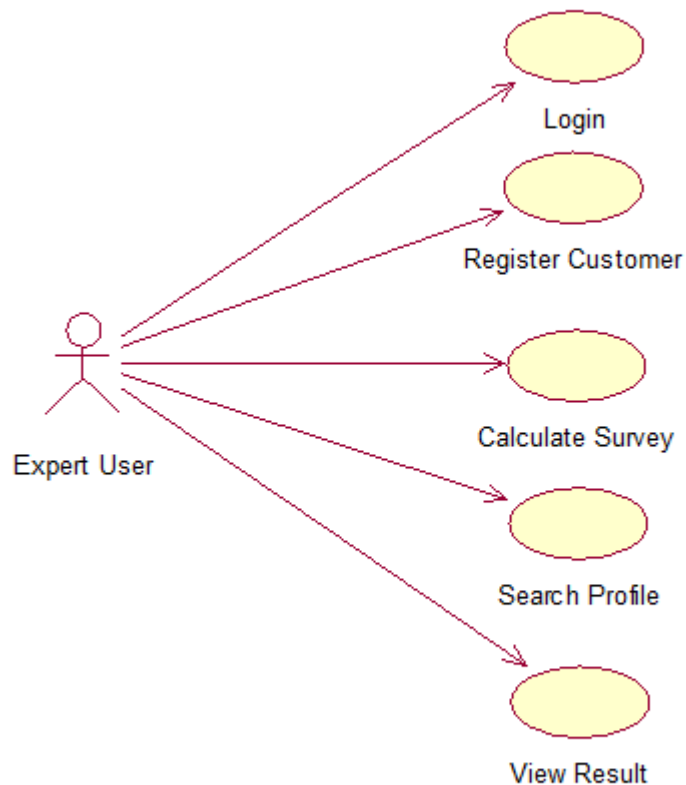 Login
Register Customer
Expert User
Calculate Survey
Search Profile
View Result